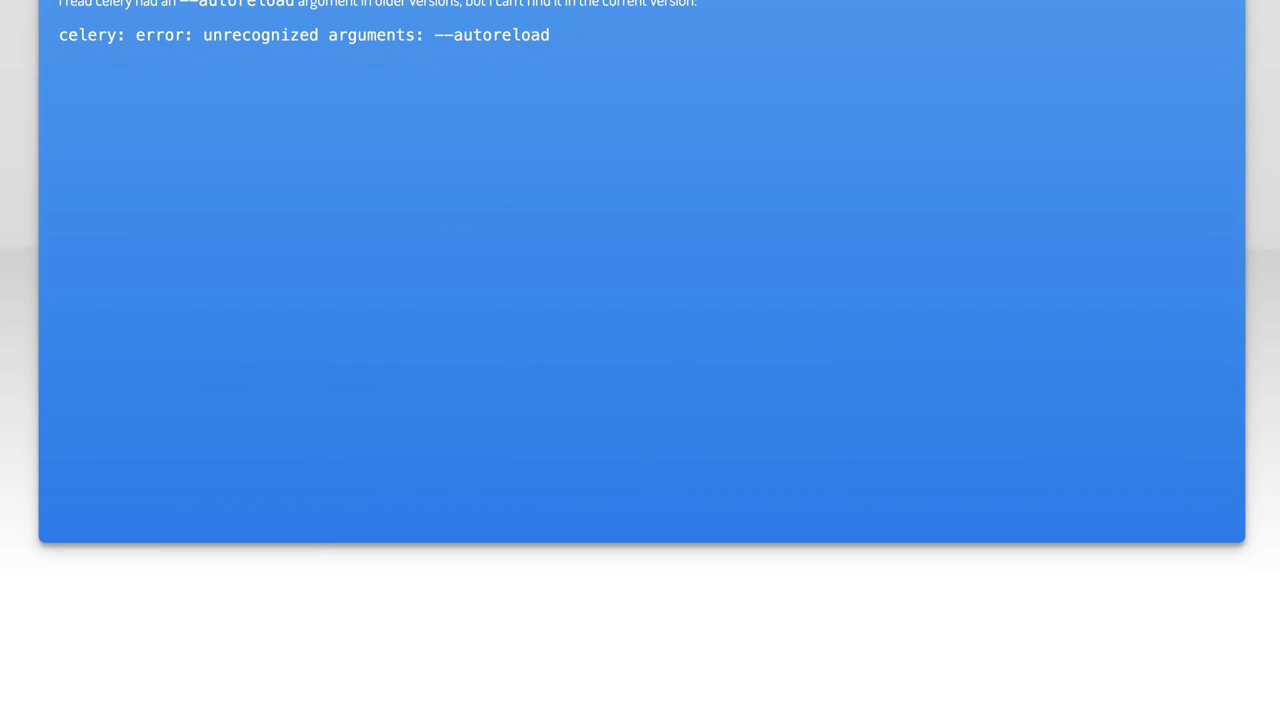 I read celery had an --autoreload argument in older versions, but I can't find it in the current version:
celery: error: unrecognized arguments: --autoreload